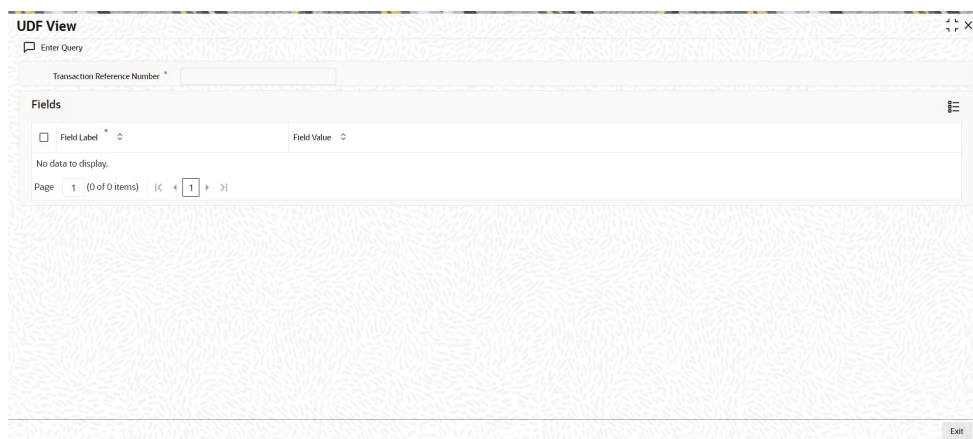 UDF View
Enter Query
Transaction Reference Number *
Fields
Field Label * Field Value
No data to display.
Page 1 (0 of 0 items) 1
Exit